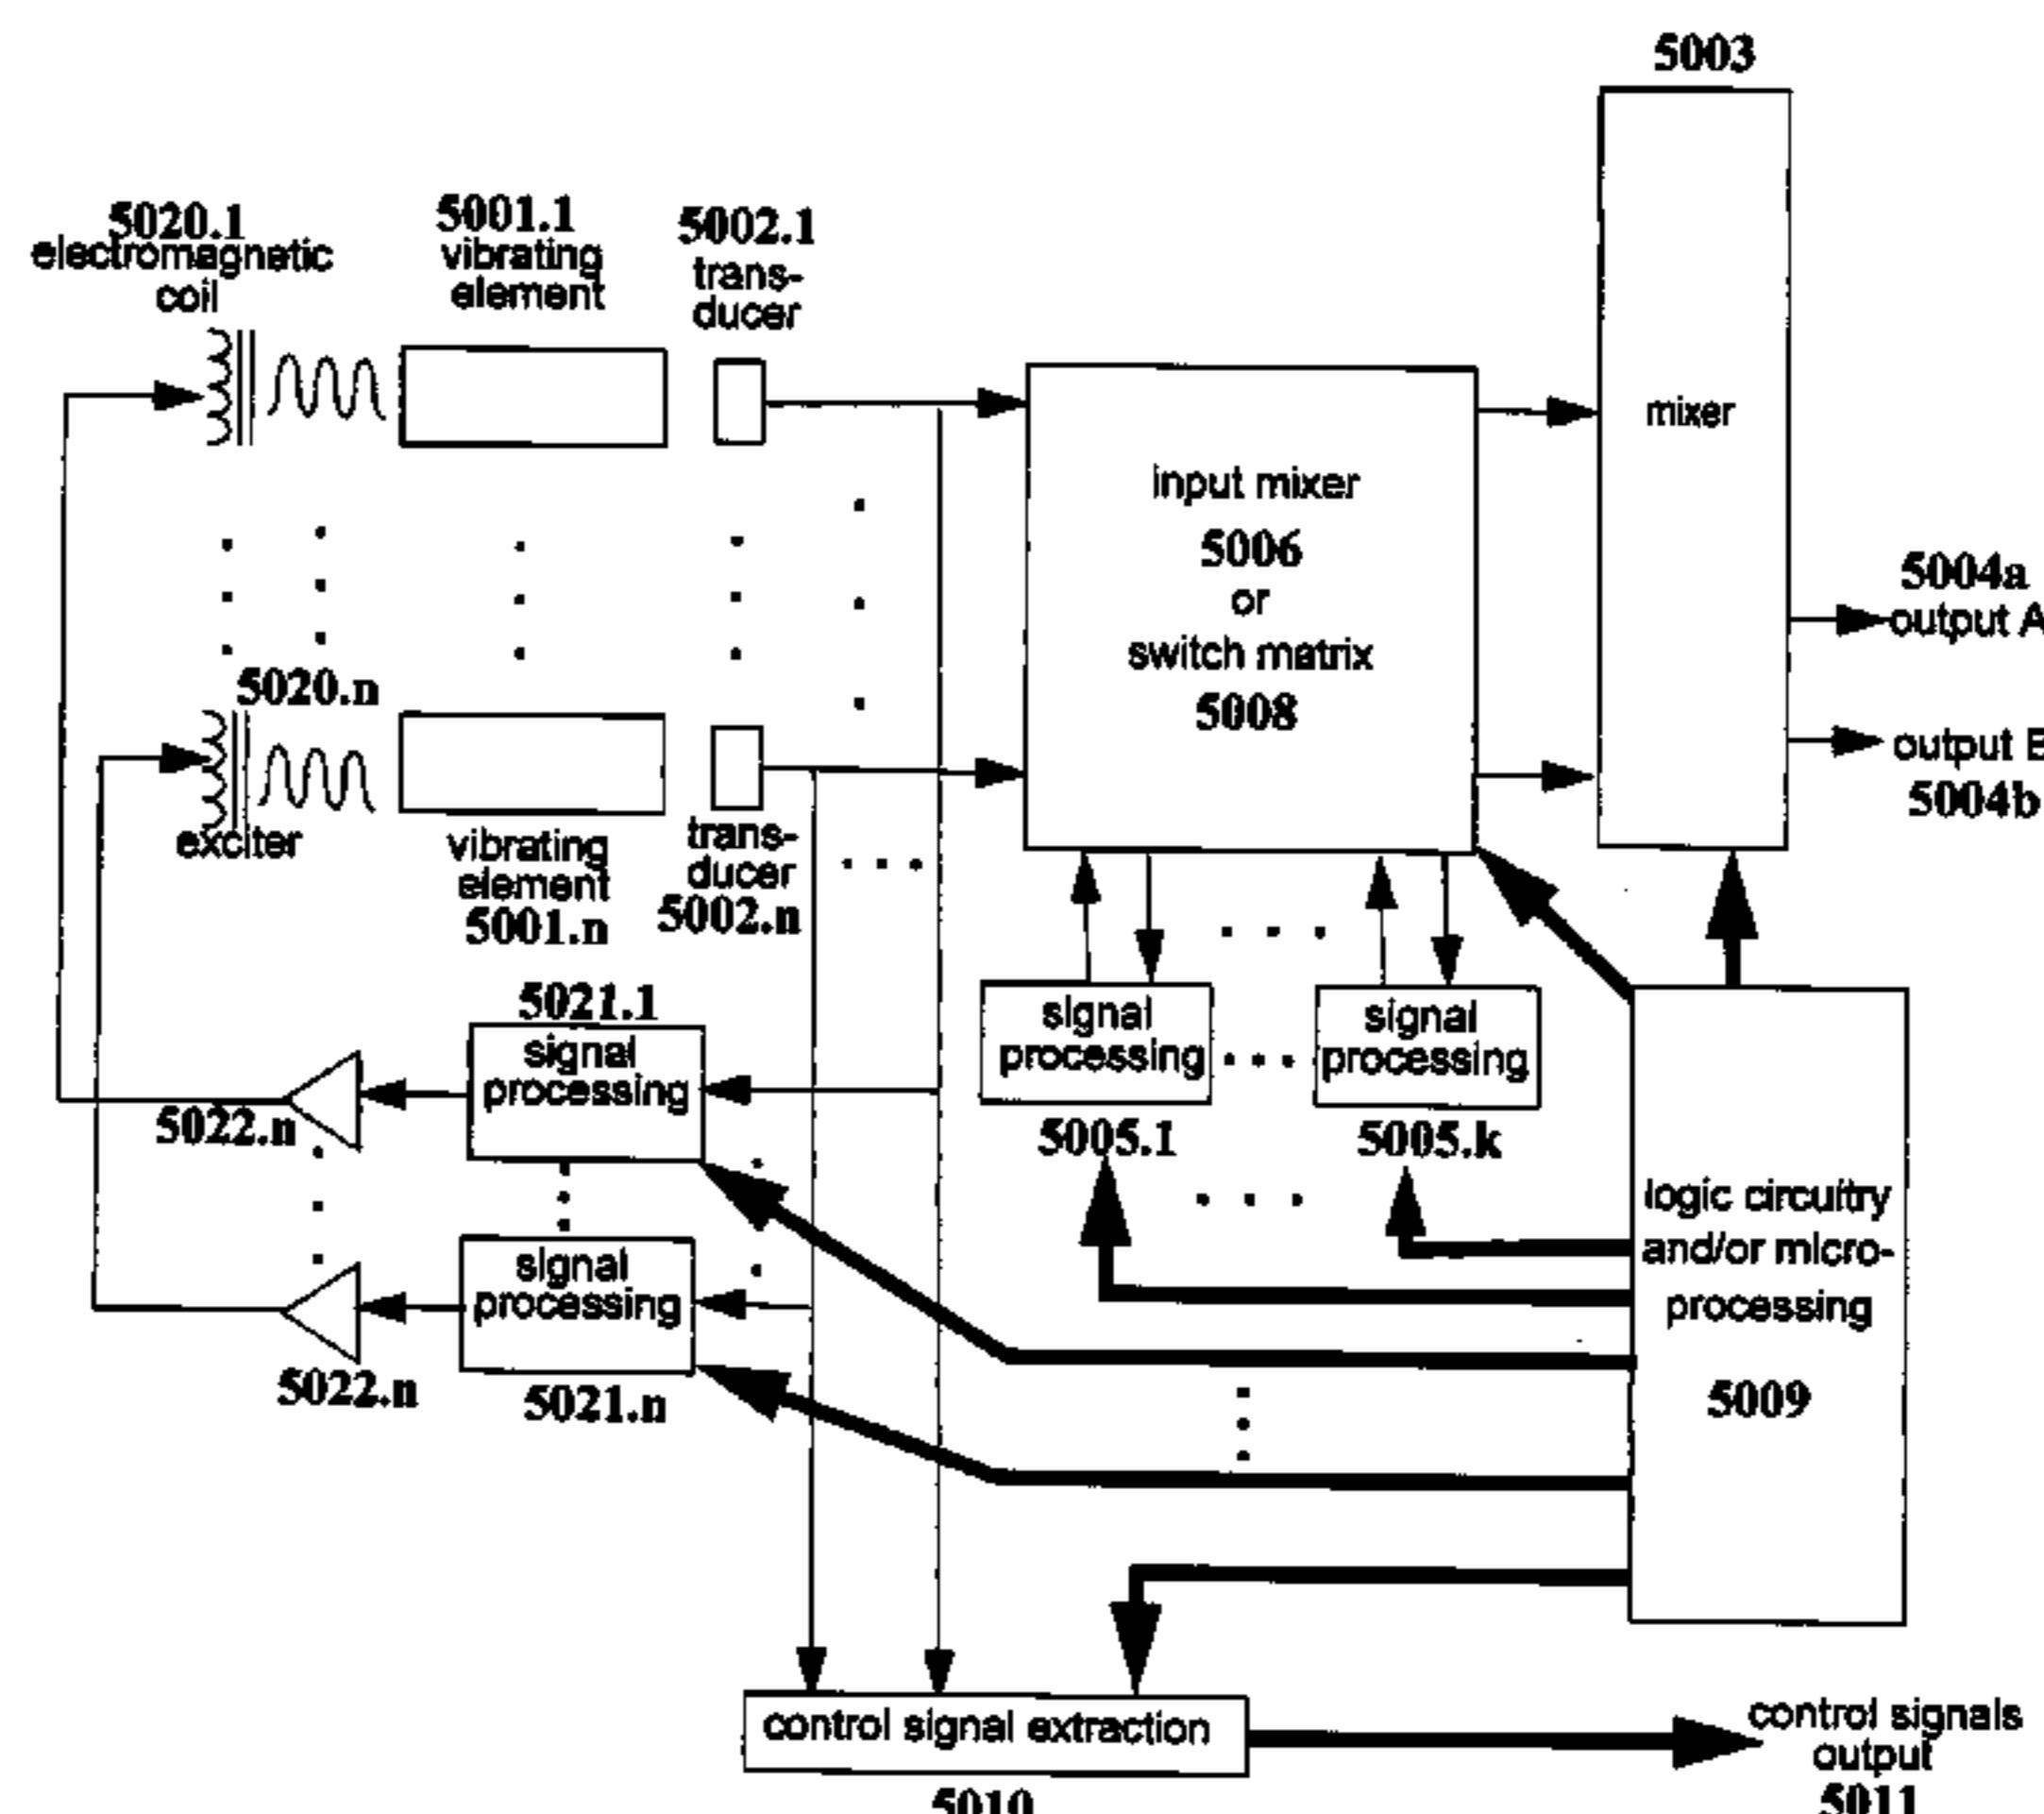 5003
5020.1
electromagnetic
coil
5001.1
vibrating
element
5002.1
trans-
ducer
mixer
input mixer
5006
or
switch matrix
5008
5004a
output A
output B
5004b
5020.n
exciter
vibrating
element
5001.n
trans-
ducer
5002.n
5021.1
signal
processing
5022.n
signal
processing
5005.1
signal
processing
5005.k
signal
processing
5021.n
5022.n
logic circuitry
and/or micro-
processing
5009
control signal extraction
5010
control signals
output
5011